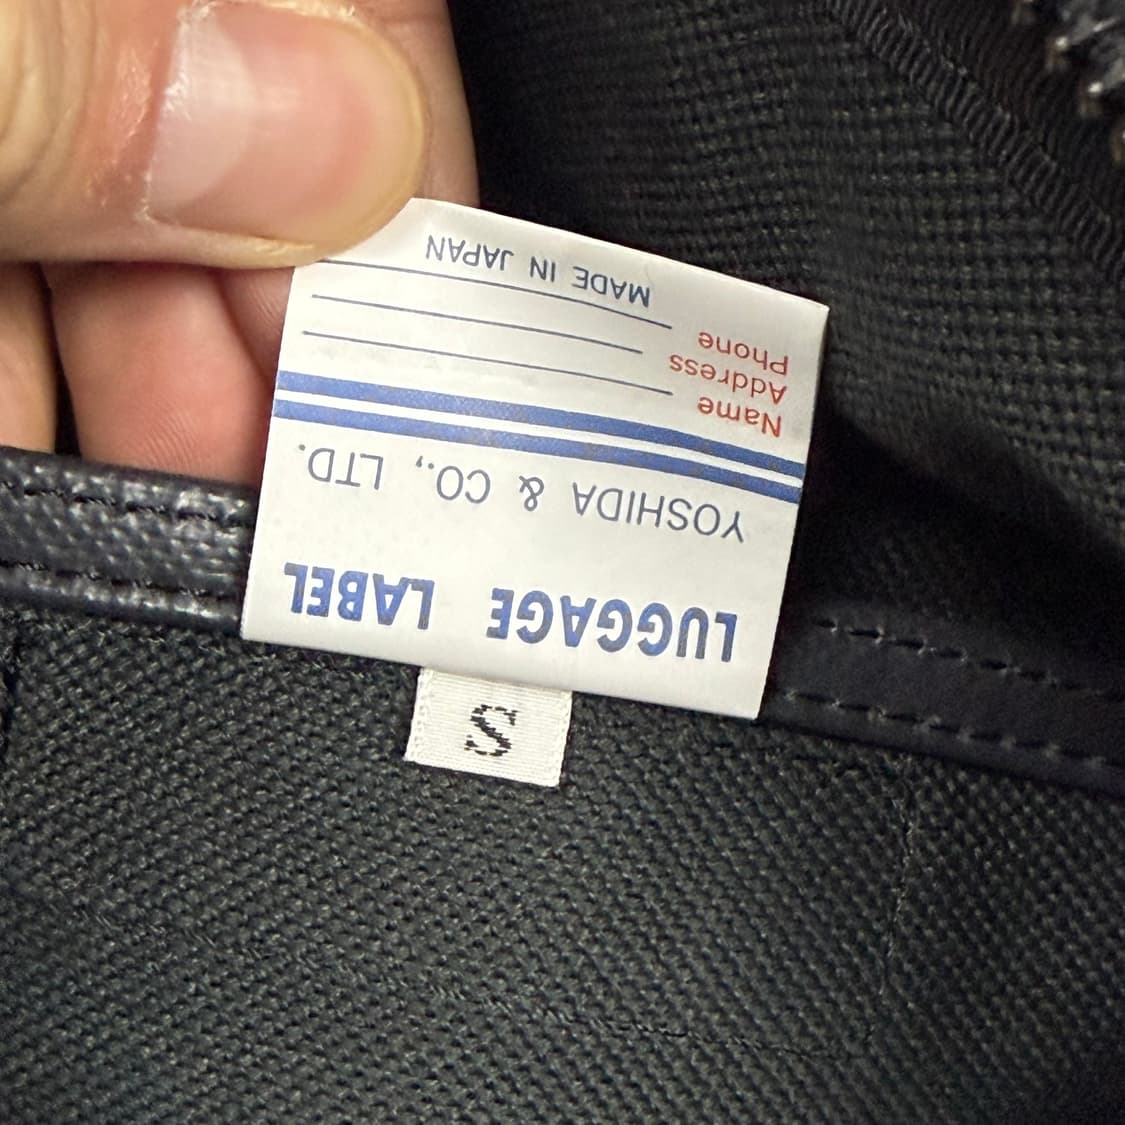 LUGGAGE LABEL
YOSHIDA & CO., LTD.
Name
Address
Phone
MADE IN JAPAN
S